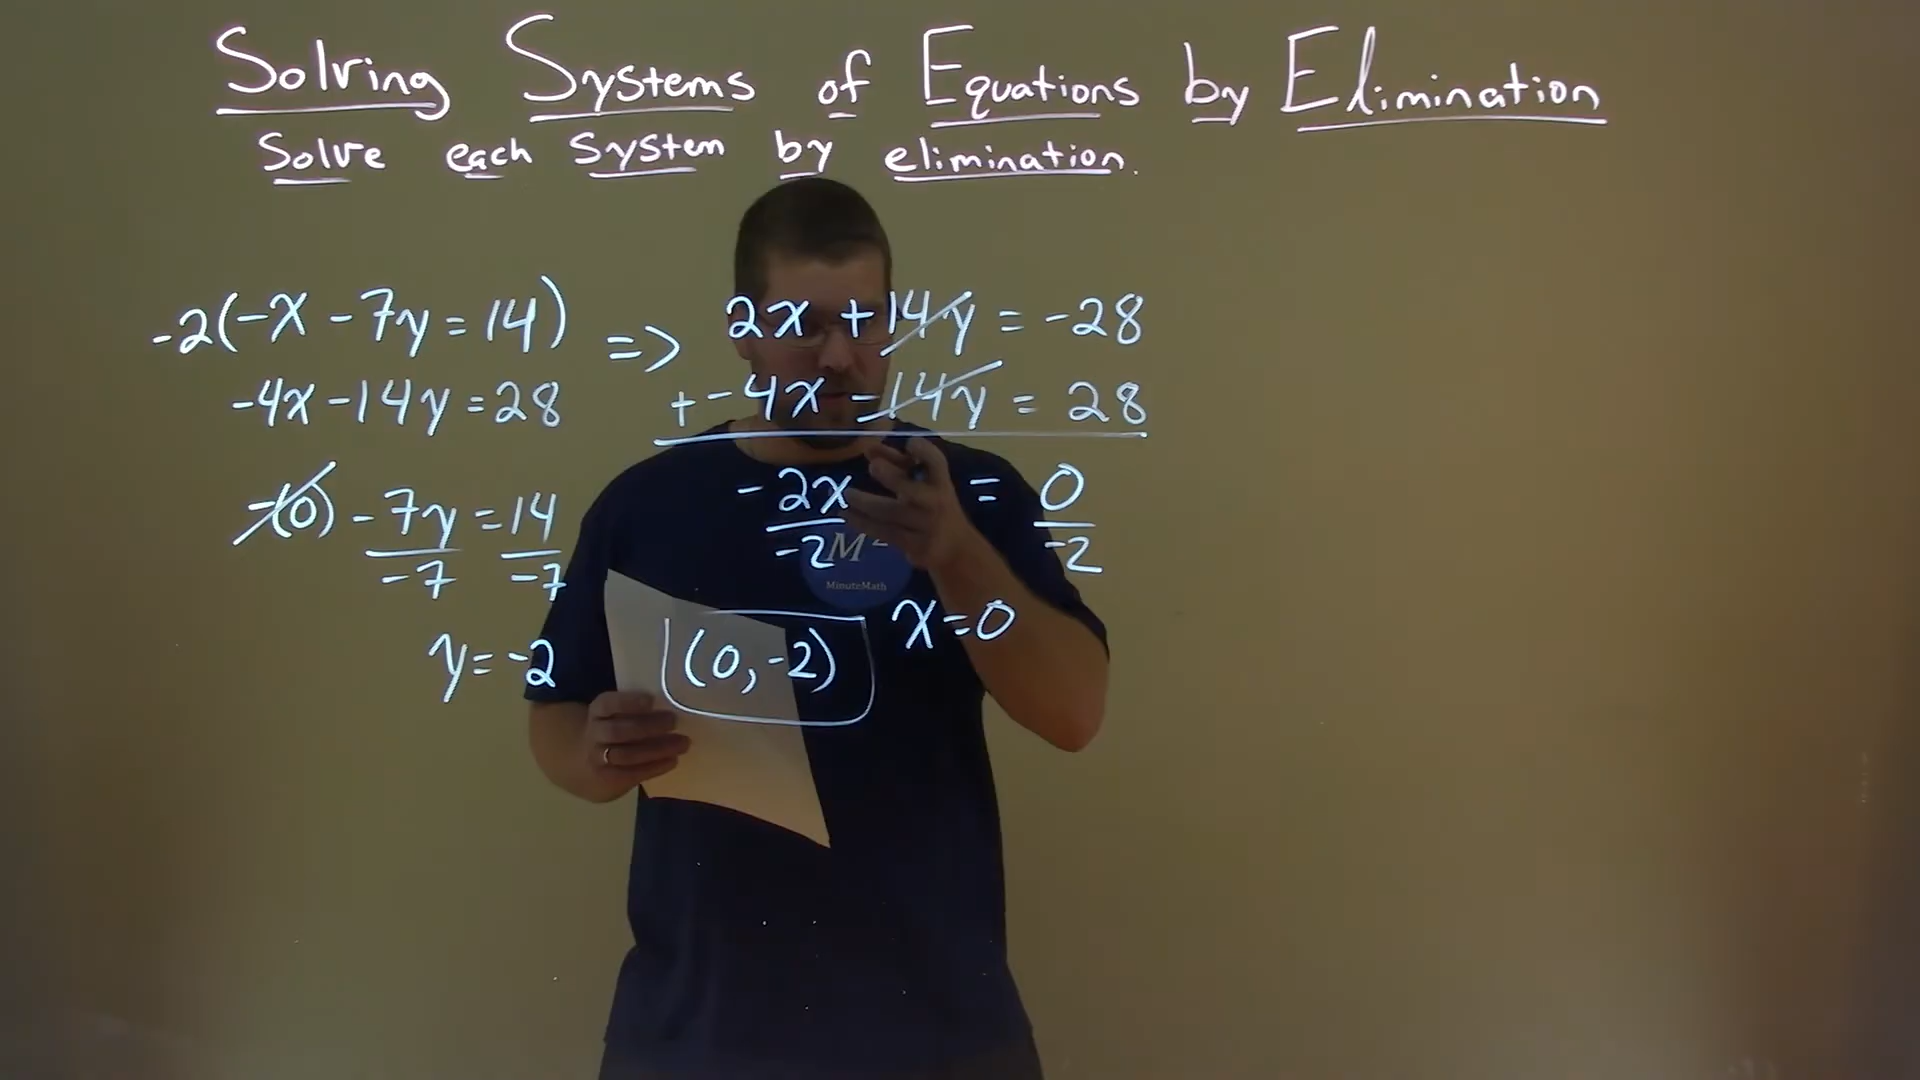 Solving Systems of Equations by Elimination
Solve each system by elimination.
-2(-x - 7y = 14) => 2x + 14y = -28
-4x - 14y = 28
+ -4x - 14y = 28
-(0) - 7y = 14
-7 -7
-2x = 0
-2 -2
M²
MinuteMath
x = 0
y = -2
(0, -2)